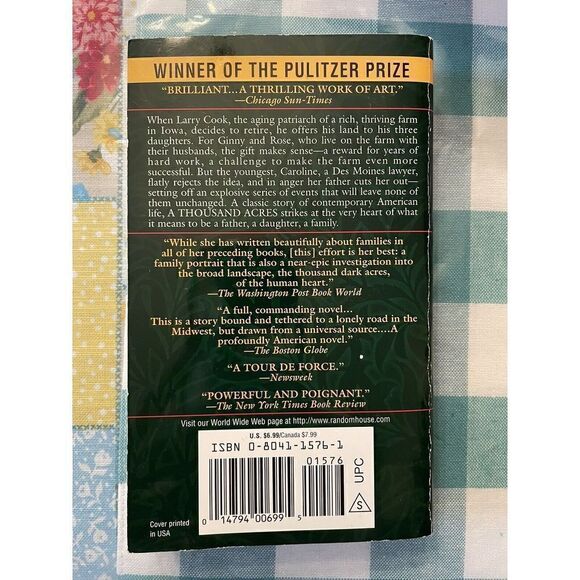 WINNER OF THE PULITZER PRIZE
"BRILLIANT...A THRILLING WORK OF ART."
—Chicago Sun-Times
When Larry Cook, the aging patriarch of a rich, thriving farm
in Iowa, decides to retire, he offers his land to his three
daughters. For Ginny and Rose, who live on the farm with
their husbands, the gift makes sense—a reward for years of
hard work, a challenge to make the farm even more
successful. But the youngest, Caroline, a Des Moines lawyer,
flatly rejects the idea, and in anger her father cuts her out—
setting off an explosive series of events that will leave none of
them unchanged. A classic story of contemporary American
life, A THOUSAND ACRES strikes at the very heart of what
it means to be a father, a daughter, a family.
"While she has written beautifully about families in
all of her preceding books, [this] effort is her best: a
family portrait that is also a near-epic investigation into
the broad landscape, the thousand dark acres,
of the human heart."
—The Washington Post Book World
"A full, commanding novel...
This is a story bound and tethered to a lonely road in the
Midwest, but drawn from a universal source....A
profoundly American novel."
—The Boston Globe
"A TOUR DE FORCE."
—Newsweek
"POWERFUL AND POIGNANT."
—The New York Times Book Review
Visit our World Wide Web page at http://www.randomhouse.com
U.S. $6.99/Canada $7.99
ISBN 0-8041-1576-1
01576
0 14794 00699 5
UPC
S
Cover printed
in USA